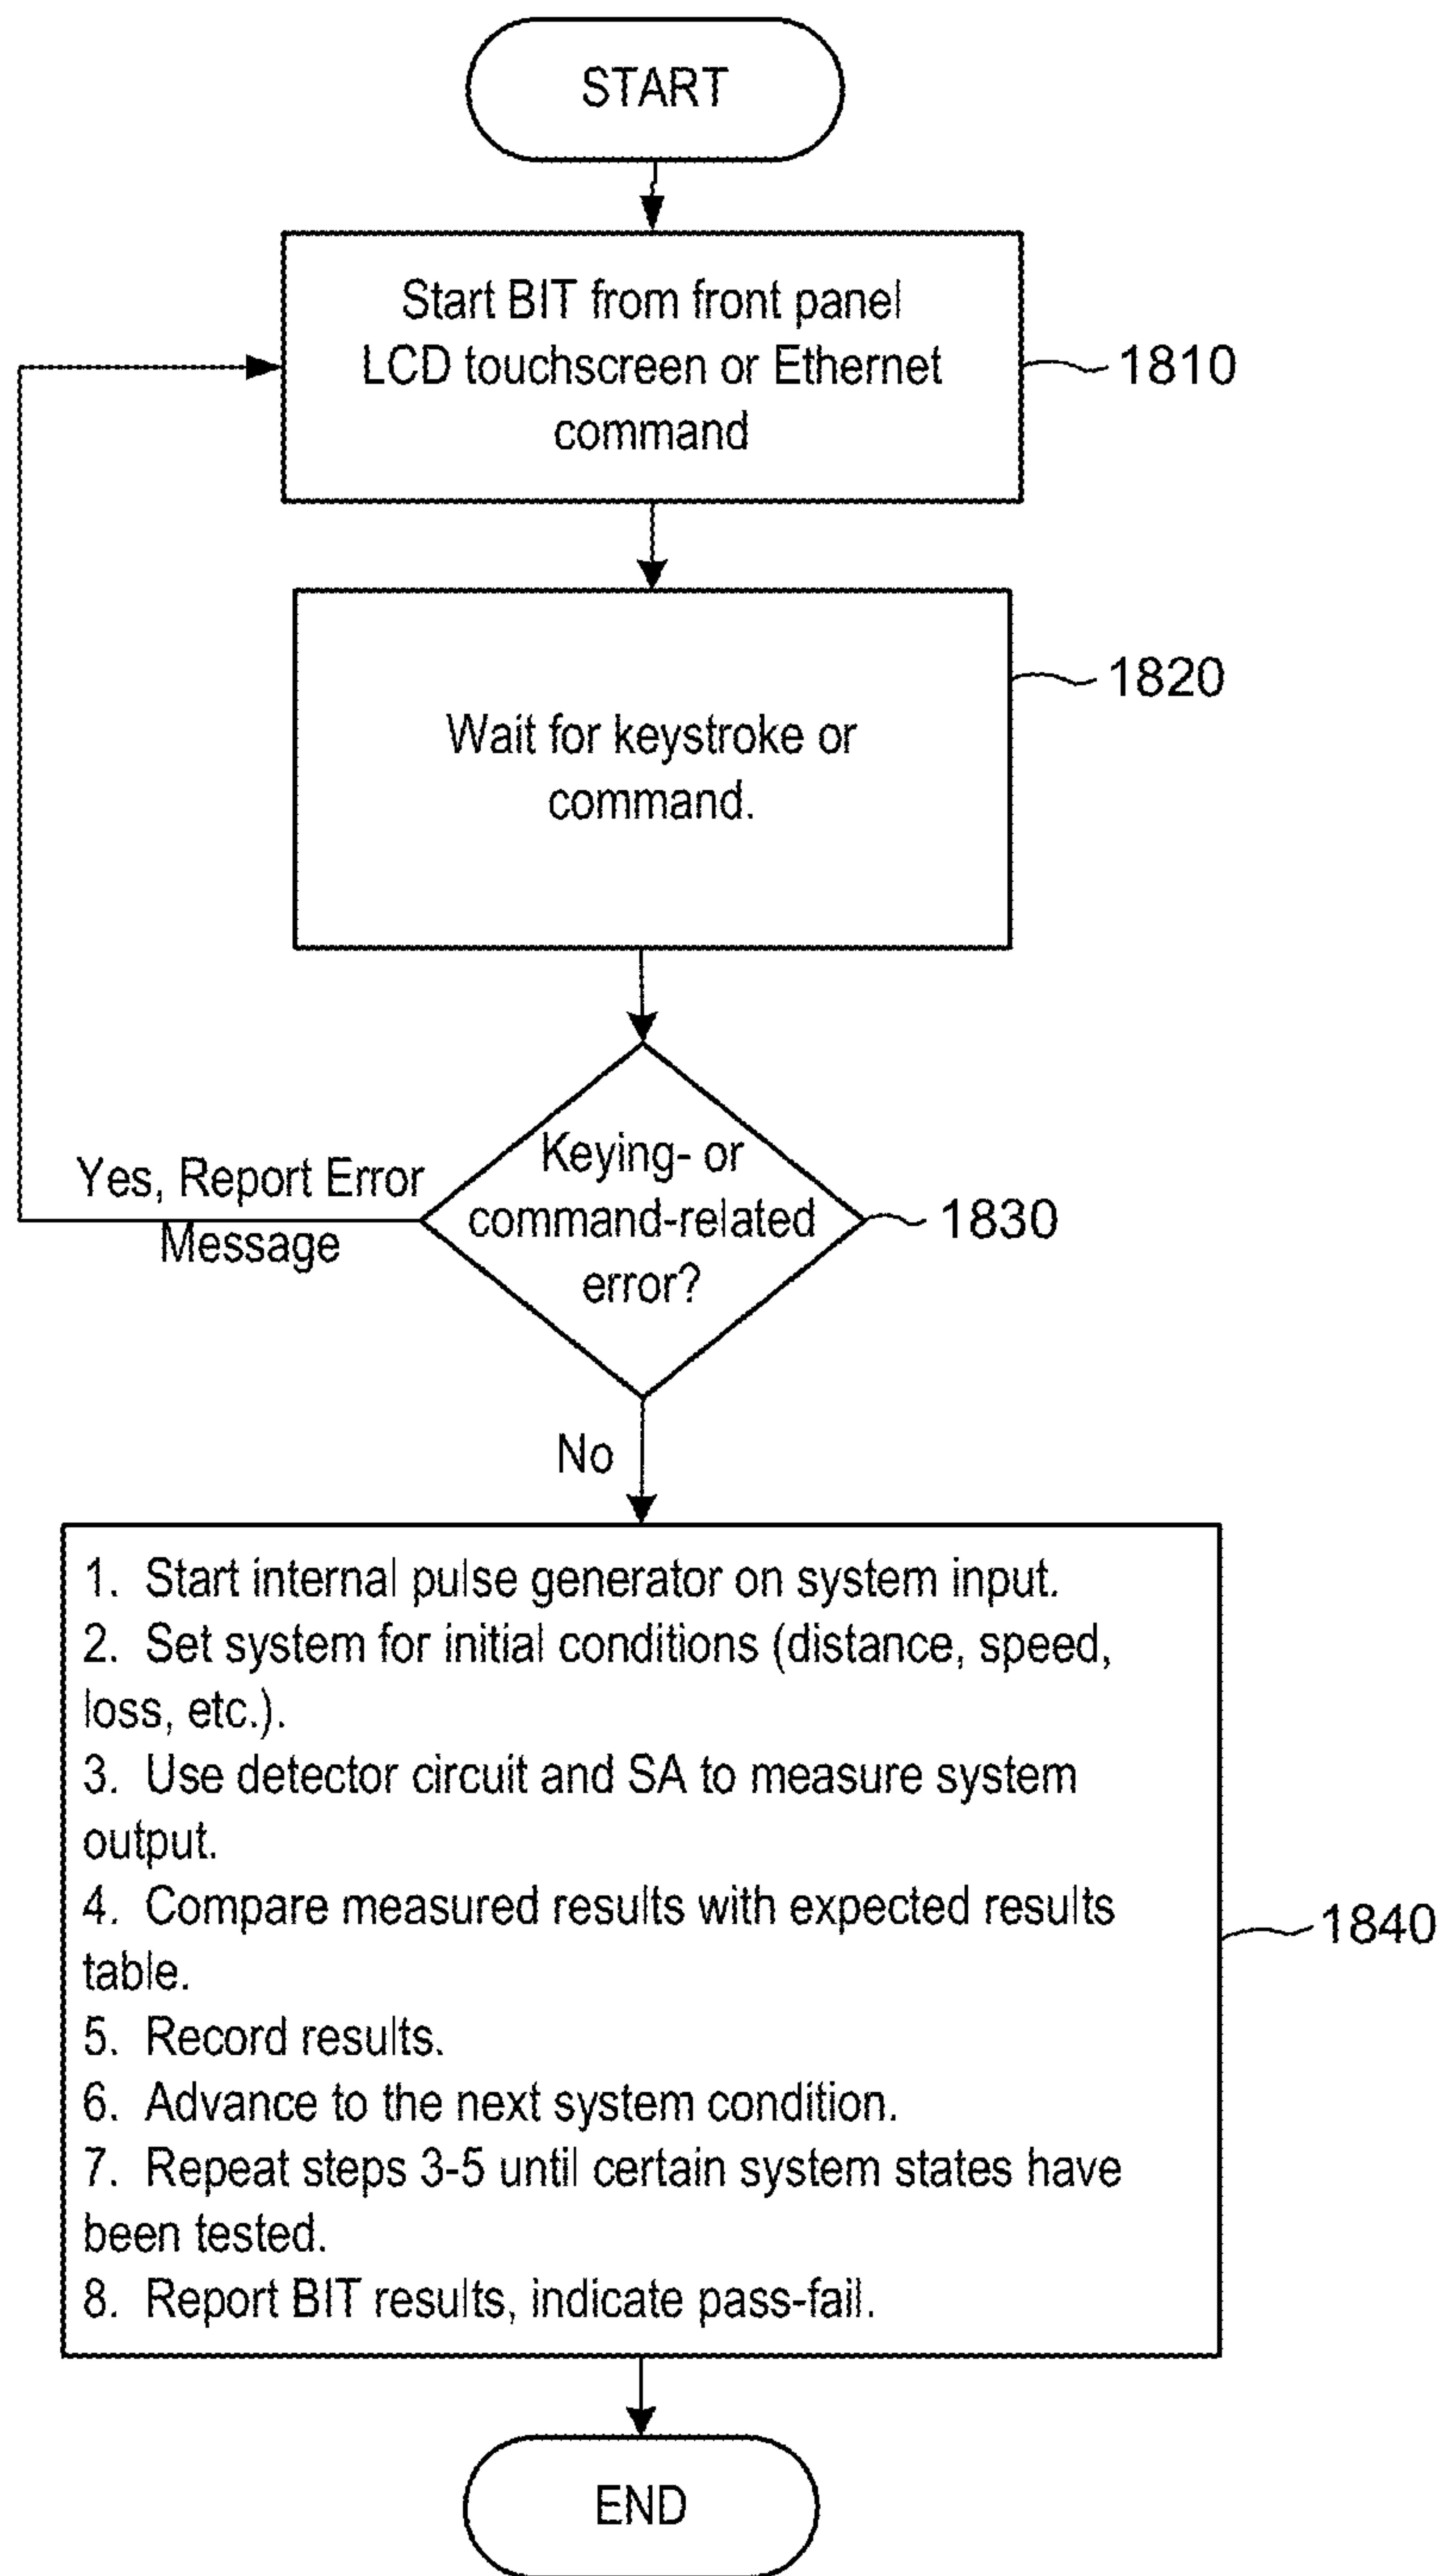 START
Start BIT from front panel
LCD touchscreen or Ethernet
command
1810
Wait for keystroke or
command.
1820
Keying- or
command-related
error?
1830
Yes, Report Error
Message
No
1. Start internal pulse generator on system input.
2. Set system for initial conditions (distance, speed,
loss, etc.).
3. Use detector circuit and SA to measure system
output.
4. Compare measured results with expected results
table.
5. Record results.
6. Advance to the next system condition.
7. Repeat steps 3-5 until certain system states have
been tested.
8. Report BIT results, indicate pass-fail.
1840
END